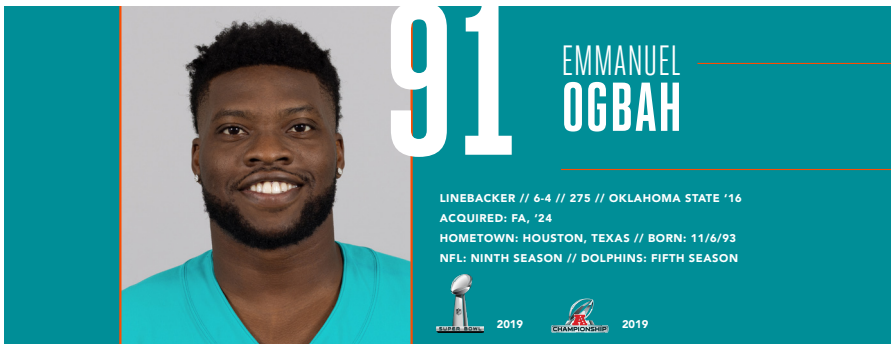 91
EMMANUEL
OGBAH
LINEBACKER // 6-4 // 275 // OKLAHOMA STATE ’16
ACQUIRED: FA, ’24
HOMETOWN: HOUSTON, TEXAS // BORN: 11/6/93
NFL: NINTH SEASON // DOLPHINS: FIFTH SEASON
SUPER BOWL 2019 A CHAMPIONSHIP 2019